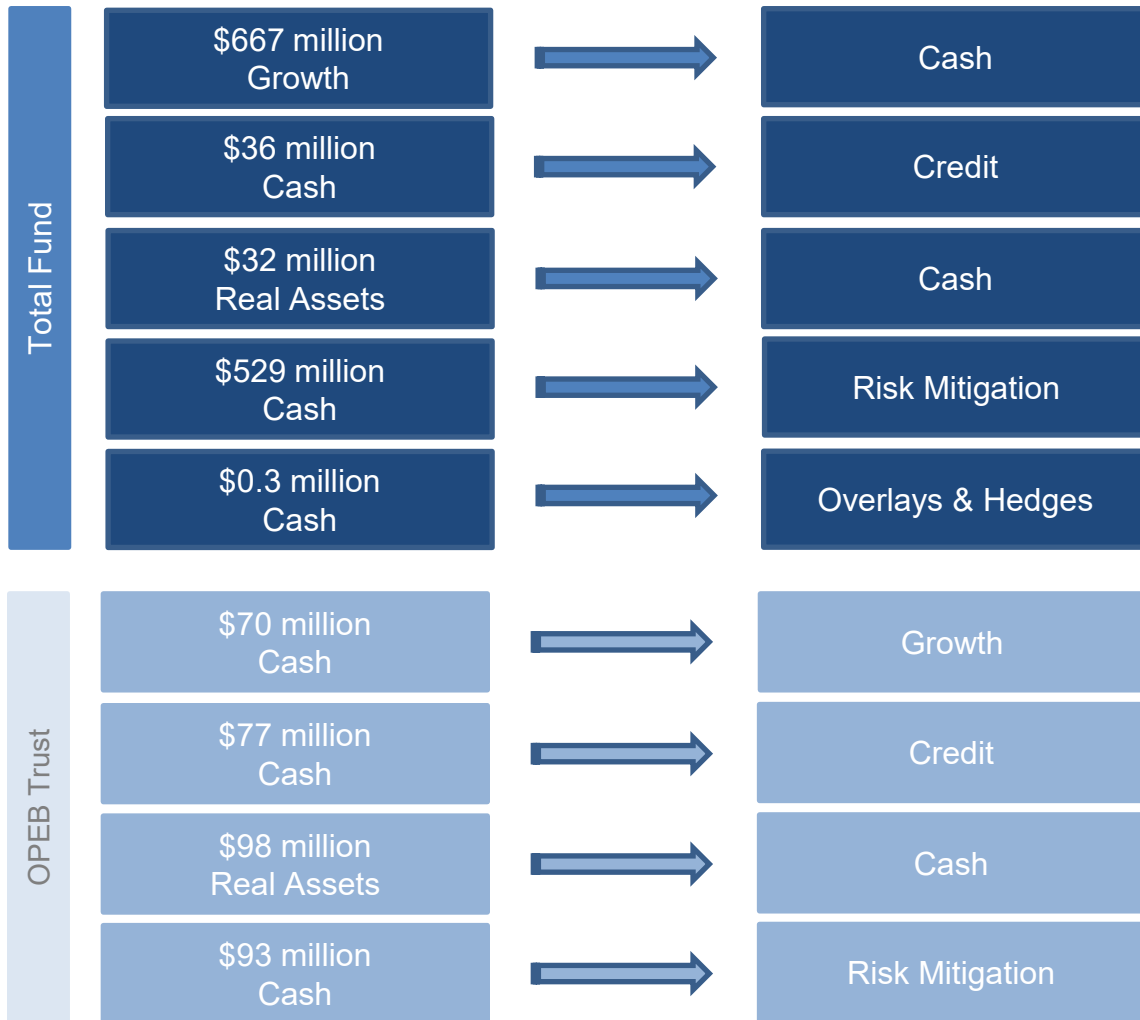 Total Fund
$667 million
Growth
Cash
$36 million
Cash
Credit
$32 million
Real Assets
Cash
$529 million
Cash
Risk Mitigation
$0.3 million
Cash
Overlays & Hedges
OPEB Trust
$70 million
Cash
Growth
$77 million
Cash
Credit
$98 million
Real Assets
Cash
$93 million
Cash
Risk Mitigation